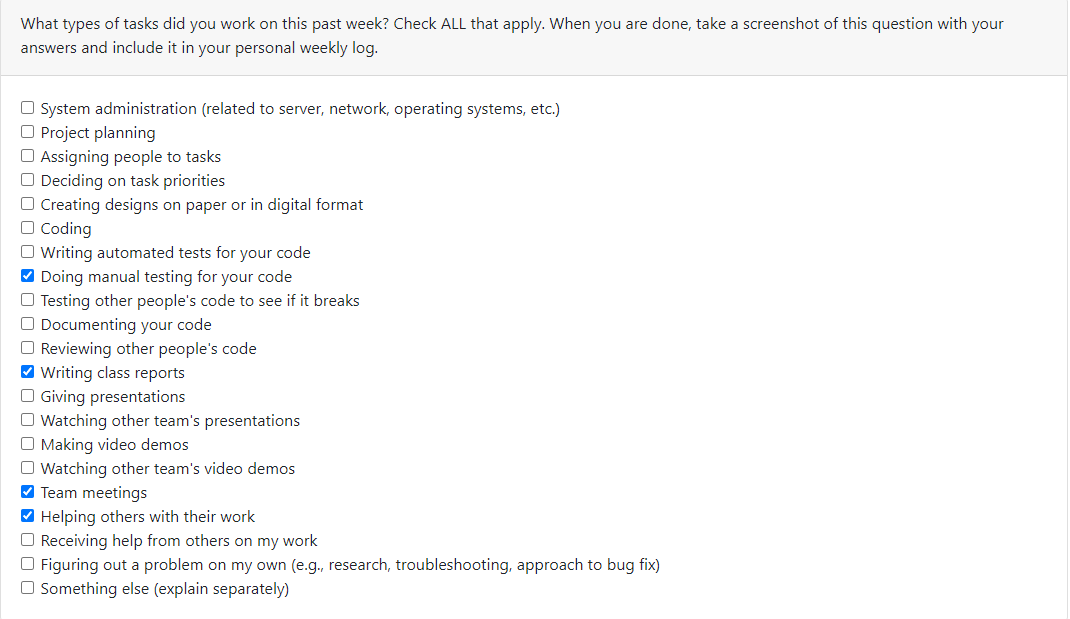 What types of tasks did you work on this past week? Check ALL that apply. When you are done, take a screenshot of this question with your
answers and include it in your personal weekly log.
System administration (related to server, network, operating systems, etc.)
Project planning
Assigning people to tasks
Deciding on task priorities
Creating designs on paper or in digital format
Coding
Writing automated tests for your code
Doing manual testing for your code
Testing other people's code to see if it breaks
Documenting your code
Reviewing other people's code
Writing class reports
Giving presentations
Watching other team's presentations
Making video demos
Watching other team's video demos
Team meetings
Helping others with their work
Receiving help from others on my work
Figuring out a problem on my own (e.g., research, troubleshooting, approach to bug fix)
Something else (explain separately)